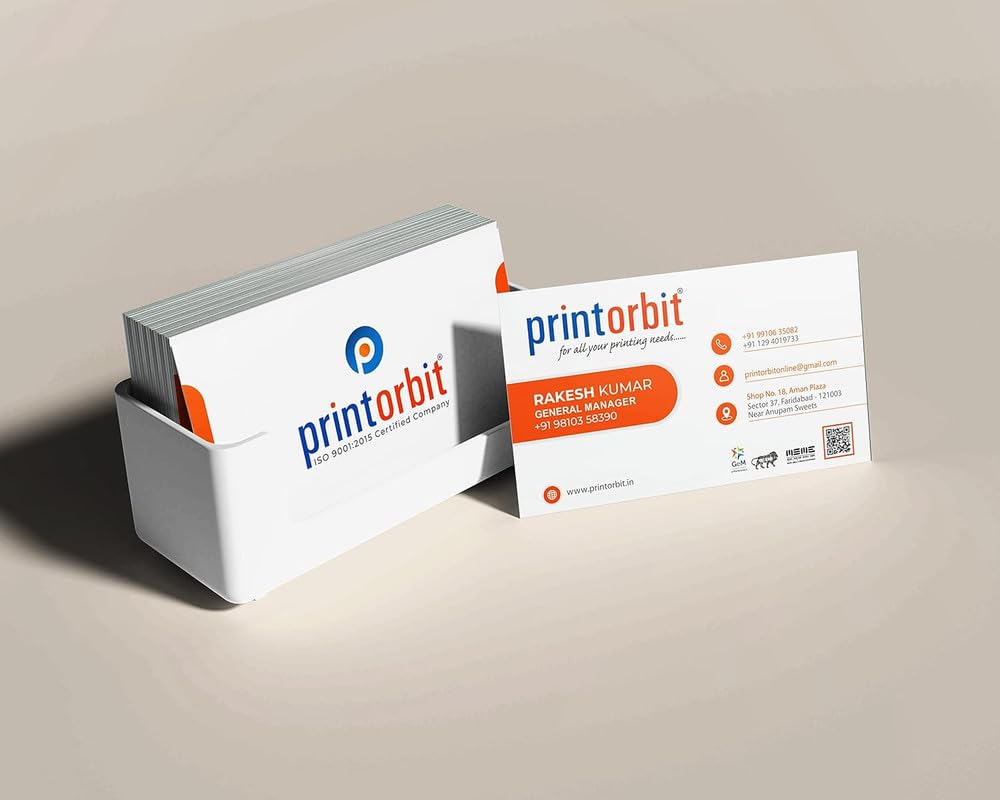 printorbit®
ISO 9001:2015 Certified Company
printorbit®
for all your printing needs......
RAKESH KUMAR
GENERAL MANAGER
+91 98103 58390
+91 99106 35082
+91 129 4019733
printorbitonline@gmail.com
Shop No. 18, Aman Plaza
Sector 37, Faridabad - 121003
Near Anupam Sweets
GeM
www.printorbit.in